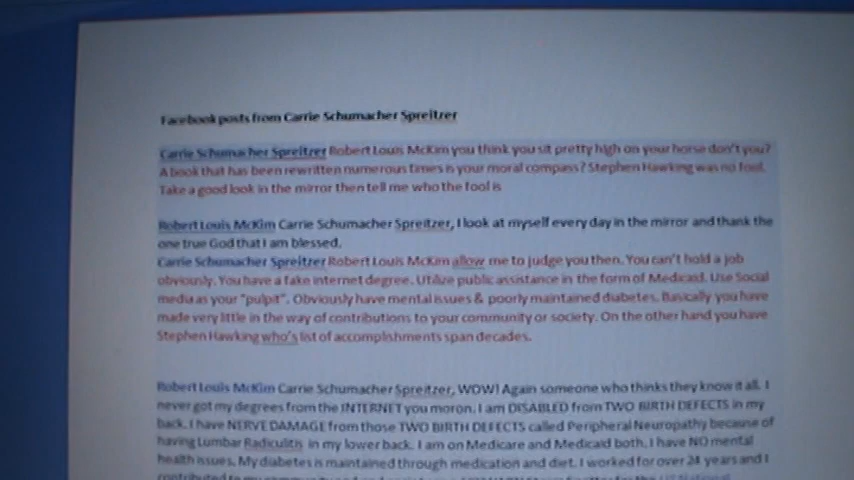 Facebook posts from Carrie Schumacher Spreitzer
Carrie Schumacher Spreitzer Robert Louis McKim you think you sit pretty high on your horse don't you?
A book that has been rewritten numerous times is your moral compass? Stephen Hawking was no fool.
Take a good look in the mirror then tell me who the fool is
Robert Louis McKim Carrie Schumacher Spreitzer, I look at myself every day in the mirror and thank the
one true God that I am blessed.
Carrie Schumacher Spreitzer Robert Louis McKim allow me to judge you then. You can't hold a job
obviously. You have a fake internet degree. Utilize public assistance in the form of Medicaid. Use Social
media as your "pulpit". Obviously have mental issues & poorly maintained diabetes. Basically you have
made very little in the way of contributions to your community or society. On the other hand you have
Stephen Hawking who's list of accomplishments span decades.
Robert Louis McKim Carrie Schumacher Spreitzer, WOW! Again someone who thinks they know it all. I
never got my degrees from the INTERNET you moron. I am DISABLED from TWO BIRTH DEFECTS in my
back. I have NERVE DAMAGE from those TWO BIRTH DEFECTS called Peripheral Neuropathy because of
having Lumbar Radiculitis in my lower back. I am on Medicare and Medicaid both. I have NO mental
health issues. My diabetes is maintained through medication and diet. I worked for over 24 years and I